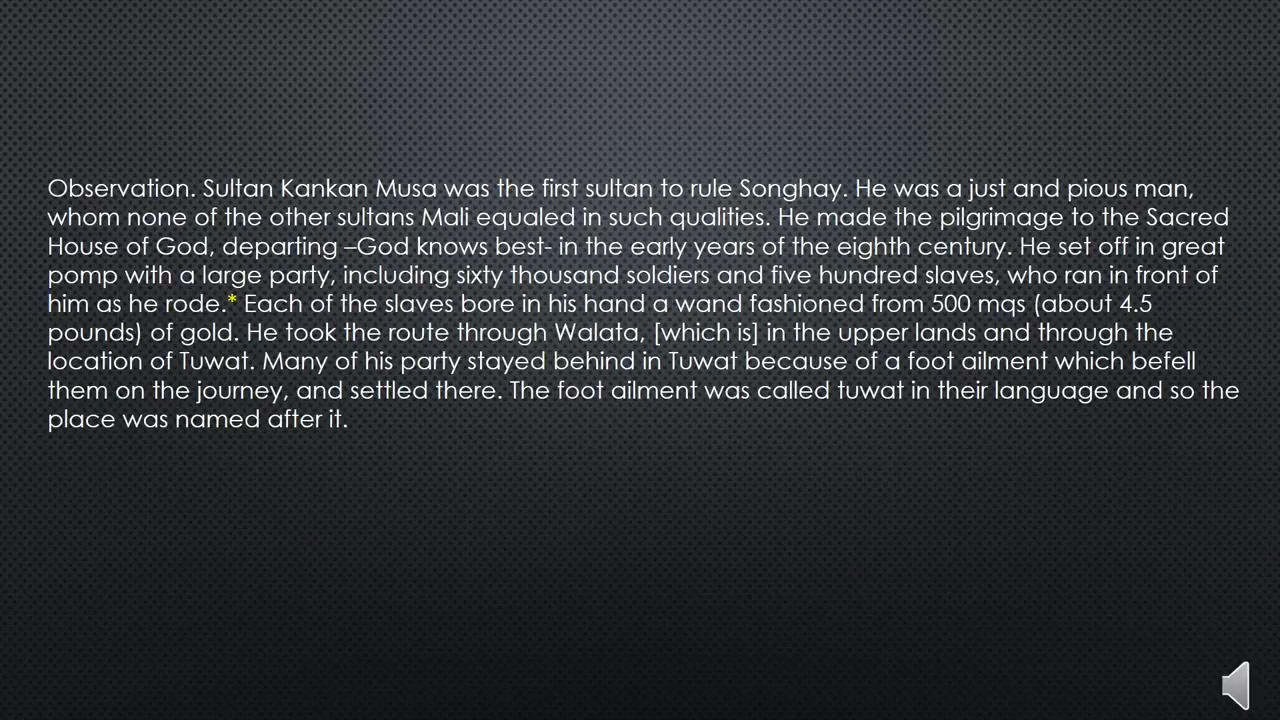 Observation. Sultan Kankan Musa was the first sultan to rule Songhay. He was a just and pious man,
whom none of the other sultans Mali equaled in such qualities. He made the pilgrimage to the Sacred
House of God, departing –God knows best- in the early years of the eighth century. He set off in great
pomp with a large party, including sixty thousand soldiers and five hundred slaves, who ran in front of
him as he rode.* Each of the slaves bore in his hand a wand fashioned from 500 mqs (about 4.5
pounds) of gold. He took the route through Walata, [which is] in the upper lands and through the
location of Tuwat. Many of his party stayed behind in Tuwat because of a foot ailment which befell
them on the journey, and settled there. The foot ailment was called tuwat in their language and so the
place was named after it.